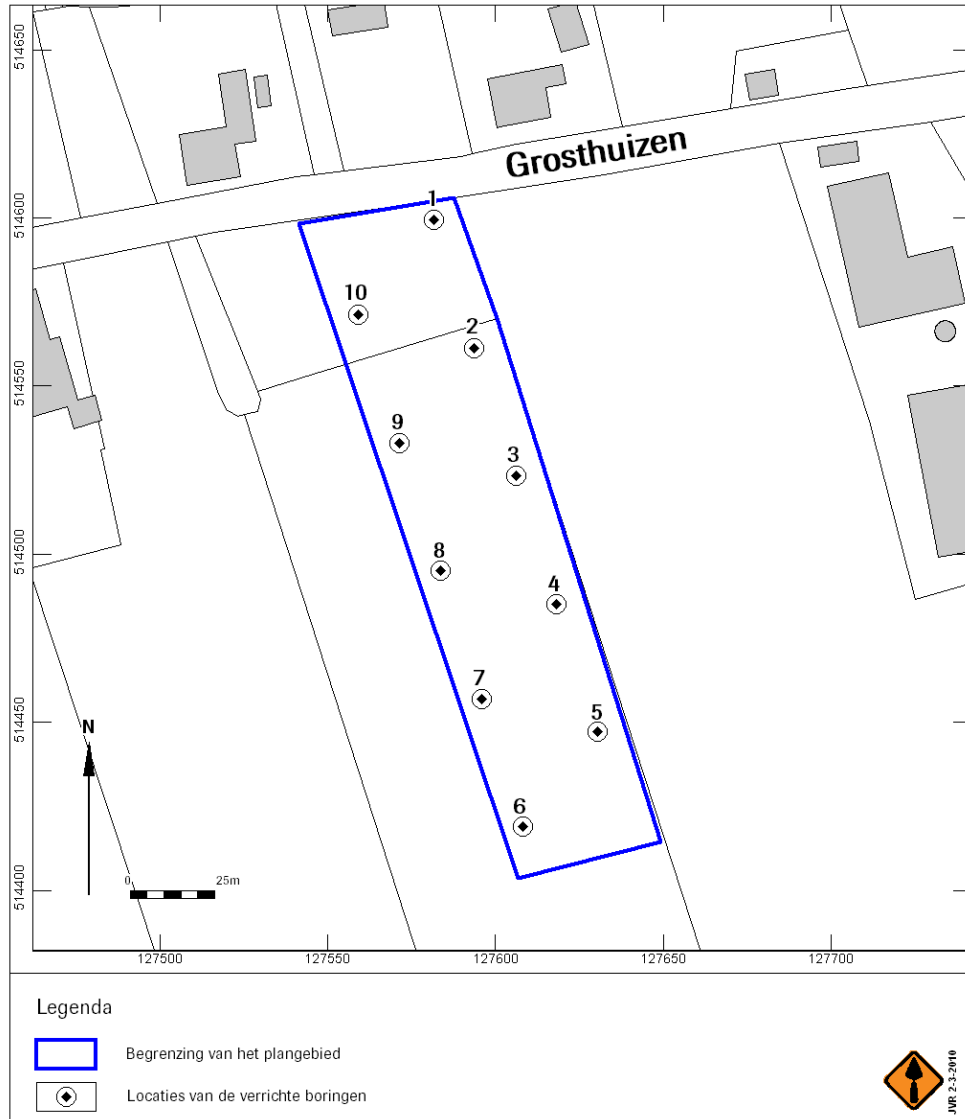 514650
Grosthuizen
1
514600
10
2
514550
9
3
8
514500
4
7
5
514450
N
6
0 25m
514400
127500 127550 127600 127650 127700
Legenda
Begrenzing van het plangebied
Locaties van de verrichte boringen
JVR 2-3-2010